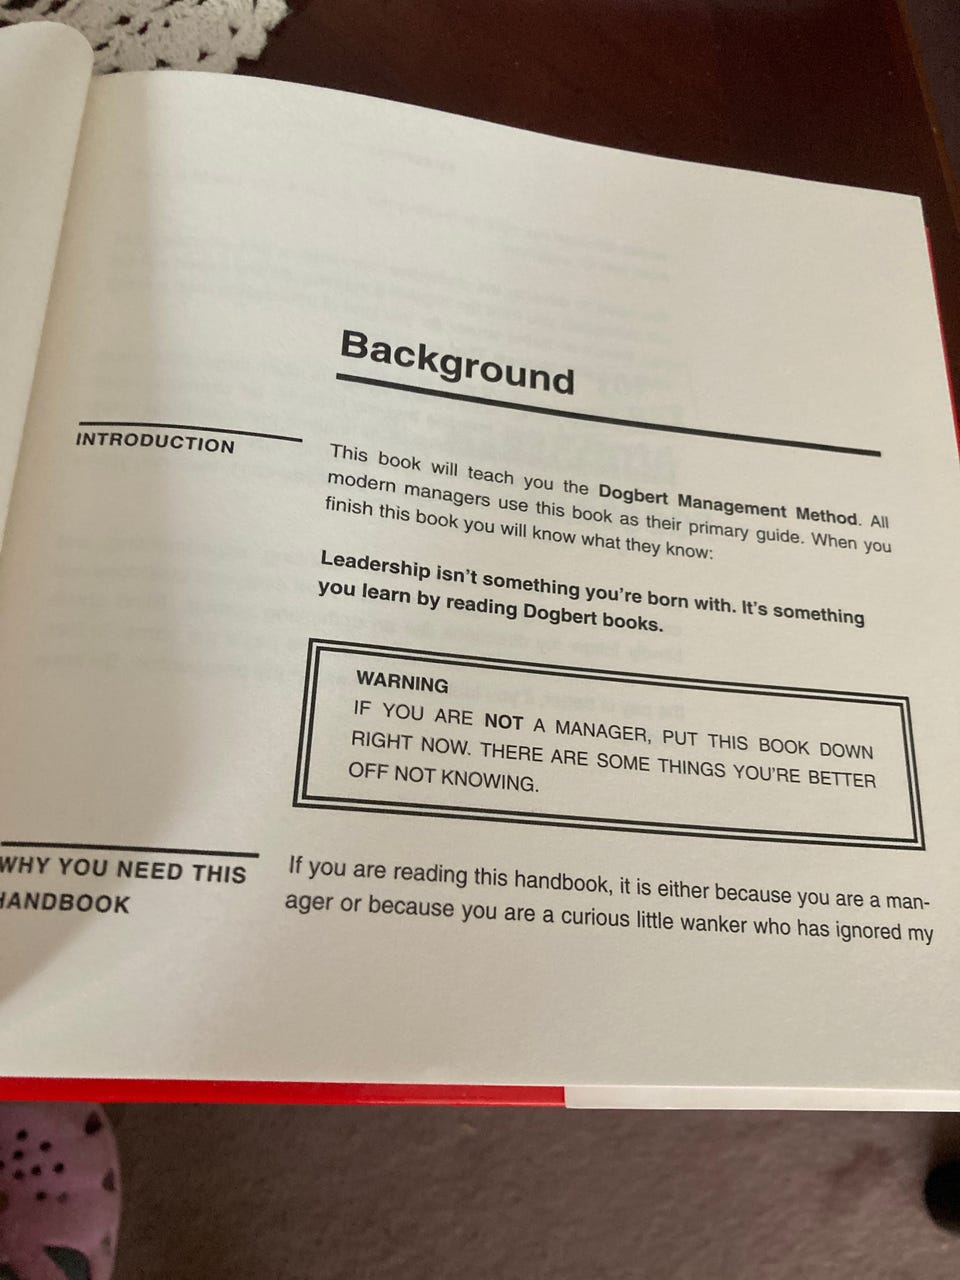 Background
INTRODUCTION
This book will teach you the Dogbert Management Method. All
modern managers use this book as their primary guide. When you
finish this book you will know what they know:
Leadership isn't something you're born with. It's something
you learn by reading Dogbert books.
WARNING
IF YOU ARE NOT A MANAGER, PUT THIS BOOK DOWN
RIGHT NOW. THERE ARE SOME THINGS YOU'RE BETTER
OFF NOT KNOWING.
WHY YOU NEED THIS
HANDBOOK
If you are reading this handbook, it is either because you are a man-
ager or because you are a curious little wanker who has ignored my